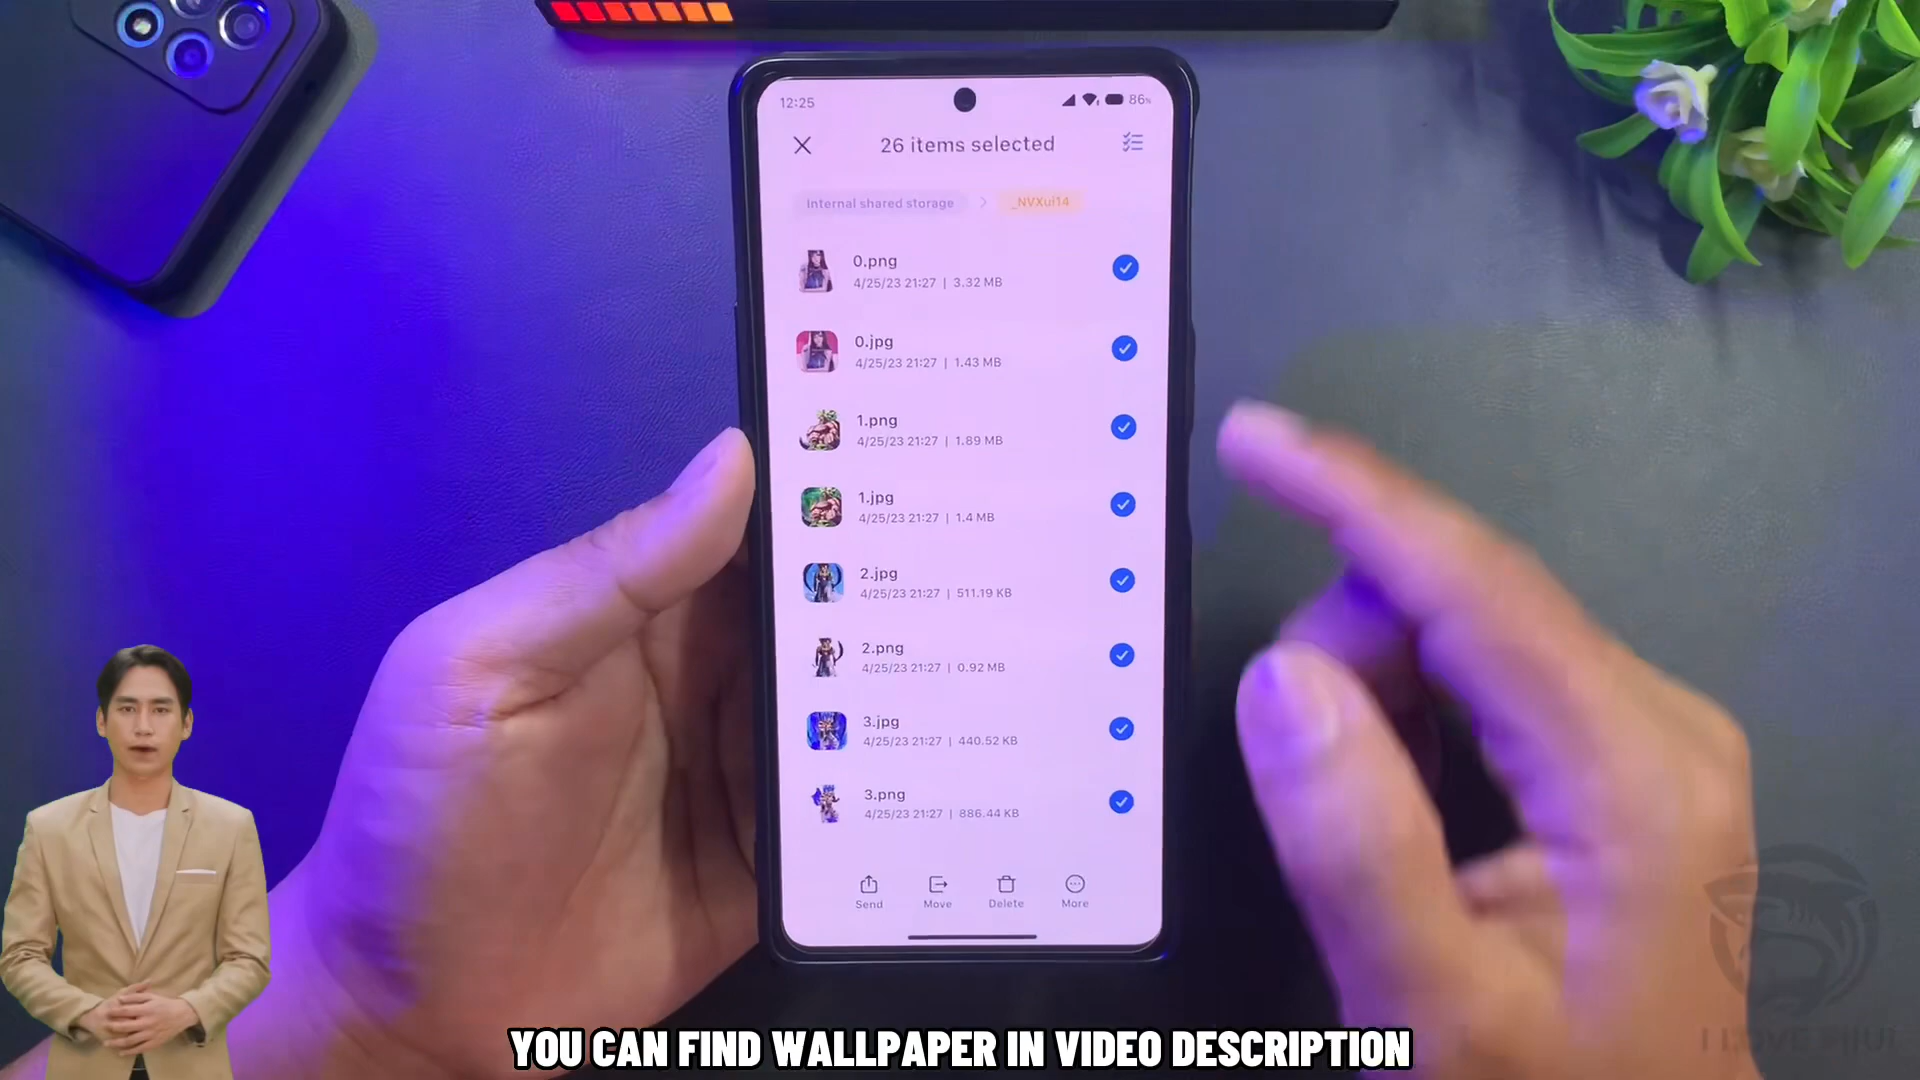 12:25
86%
26 items selected
Internal shared storage > _NVXui14
0.png
4/25/23 21:27 | 3.32 MB
0.jpg
4/25/23 21:27 | 1.43 MB
1.png
4/25/23 21:27 | 1.89 MB
1.jpg
4/25/23 21:27 | 1.4 MB
2.jpg
4/25/23 21:27 | 511.19 KB
2.png
4/25/23 21:27 | 0.92 MB
3.jpg
4/25/23 21:27 | 440.52 KB
3.png
4/25/23 21:27 | 886.44 KB
Send Move Delete More
YOU CAN FIND WALLPAPER IN VIDEO DESCRIPTION